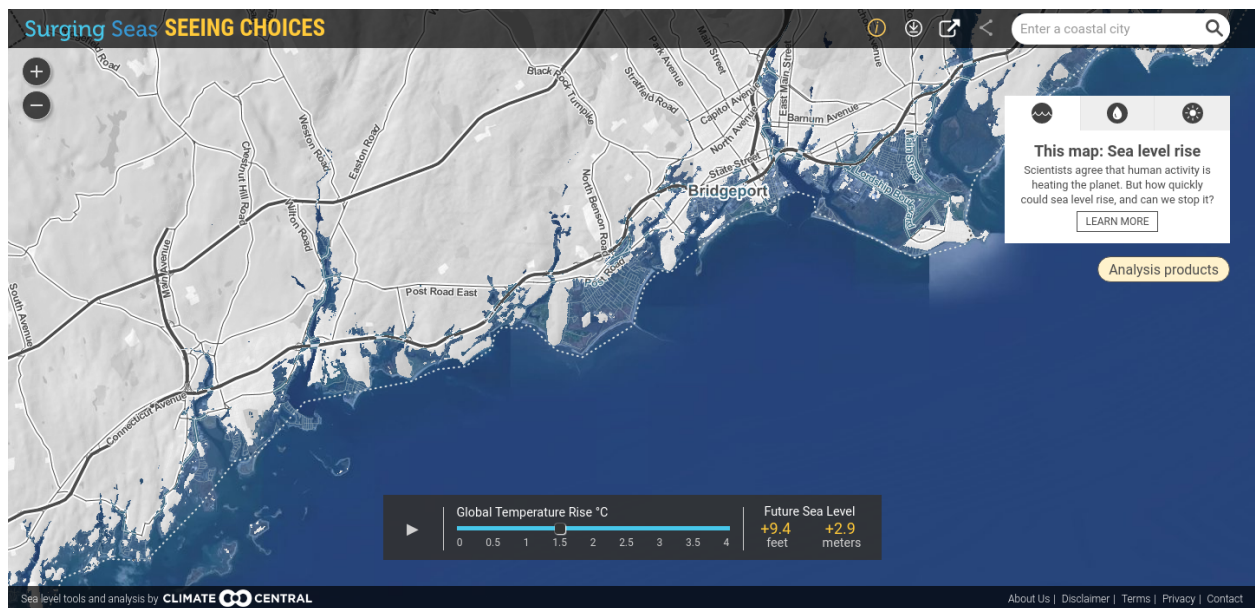 Surging Seas SEEING CHOICES
Enter a coastal city
Black Rock Turnpike
Stratfield Road
Park Avenue
Main Street
East Main Street
Capitol Avenue
North Avenue
Barnum Avenue
State Street
Main Street
Lordship Boulevard
Bridgeport
Weston Road
Easton Road
Chestnut Hill Road
Wilton Road
North Benson Road
Main Avenue
South Avenue
Post Road
Post Road East
Connecticut Avenue
This map: Sea level rise
Scientists agree that human activity is
heating the planet. But how quickly
could sea level rise, and can we stop it?
LEARN MORE
Analysis products
Global Temperature Rise °C
0 0.5 1 1.5 2 2.5 3 3.5 4
Future Sea Level
+9.4 +2.9
feet meters
Sea level tools and analysis by CLIMATE CENTRAL
About Us | Disclaimer | Terms | Privacy | Contact